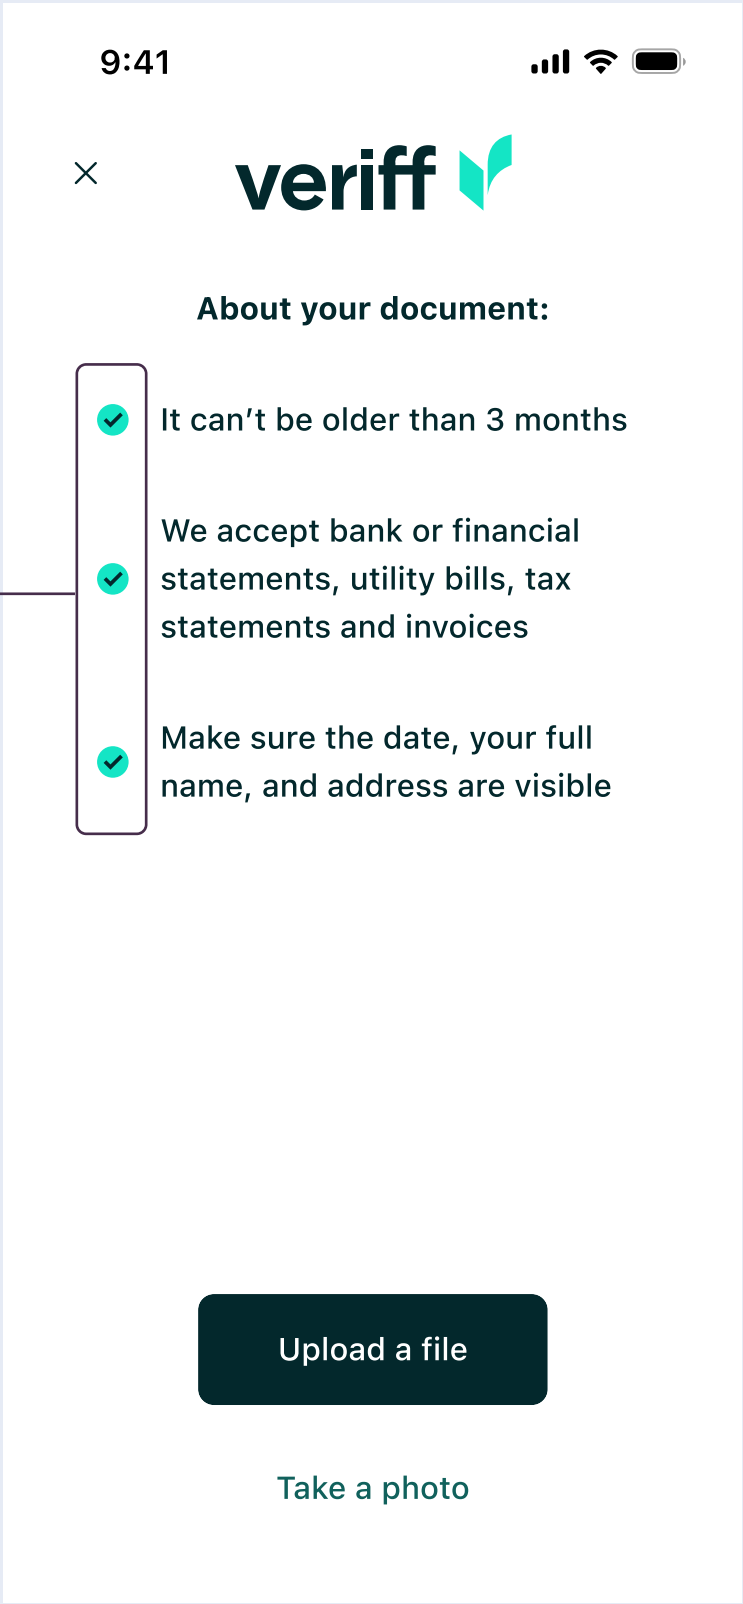 9:41
veriff
About your document:
It can’t be older than 3 months
We accept bank or financial
statements, utility bills, tax
statements and invoices
Make sure the date, your full
name, and address are visible
Upload a file
Take a photo